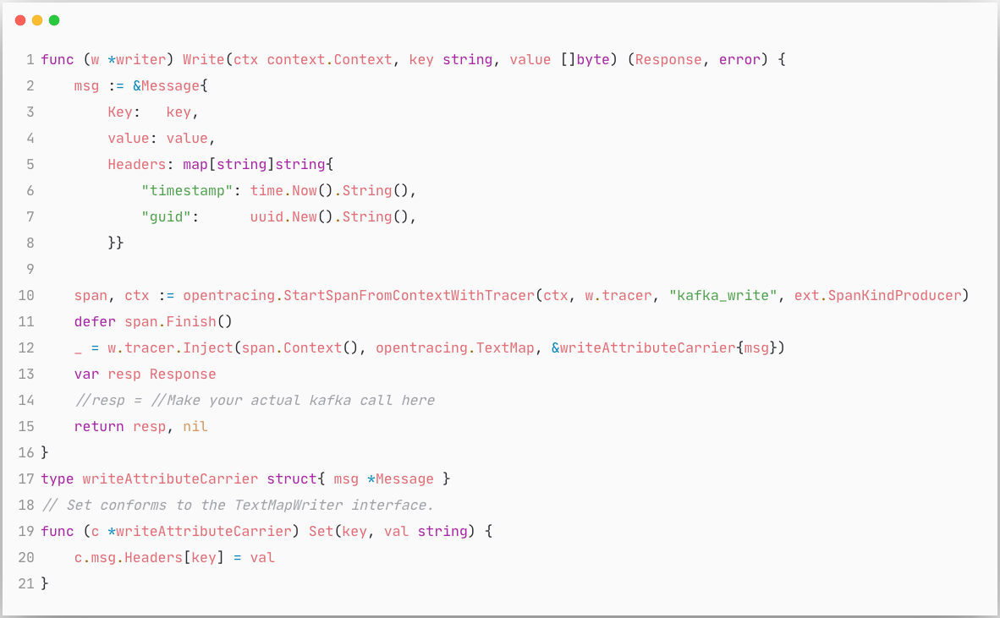 1 func (w *writer) Write(ctx context.Context, key string, value []byte) (Response, error) {
2     msg := &Message{
3         Key:   key,
4         value: value,
5         Headers: map[string]string{
6             "timestamp": time.Now().String(),
7             "guid":      uuid.New().String(),
8         }}
9
10     span, ctx := opentracing.StartSpanFromContextWithTracer(ctx, w.tracer, "kafka_write", ext.SpanKindProducer)
11     defer span.Finish()
12     _ = w.tracer.Inject(span.Context(), opentracing.TextMap, &writeAttributeCarrier{msg})
13     var resp Response
14     //resp = //Make your actual kafka call here
15     return resp, nil
16 }
17 type writeAttributeCarrier struct{ msg *Message }
18 // Set conforms to the TextMapWriter interface.
19 func (c *writeAttributeCarrier) Set(key, val string) {
20     c.msg.Headers[key] = val
21 }